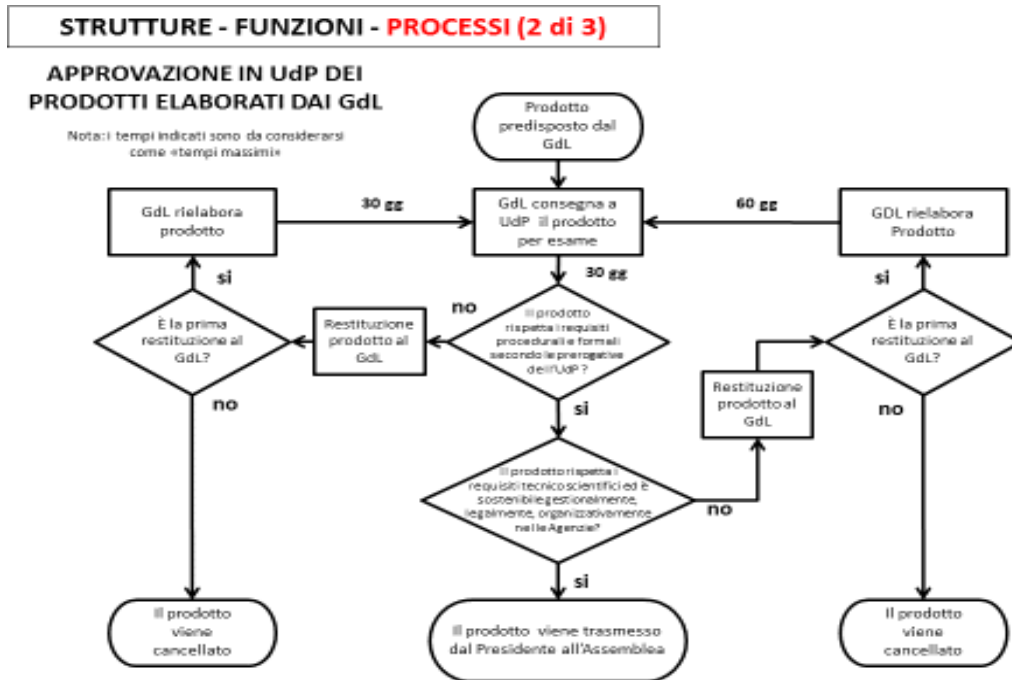 STRUTTURE - FUNZIONI - PROCESSI (2 di 3)
APPROVAZIONE IN UdP DEI
PRODOTTI ELABORATI DAI GdL
Nota: i tempi indicati sono da considerarsi
come «tempi massimi»
Prodotto
predisposto dal
GdL
GdL rielabora
prodotto
30 gg
GdL consegna a
UdP il prodotto
per esame
60 gg
GDL rielabora
Prodotto
si
30 gg
si
È la prima
restituzione al
GdL?
Restituzione
prodotto al
GdL
no
Il prodotto
rispetta i requisiti
procedurali e formali
secondo le prerogative
dell'UdP ?
È la prima
restituzione al
GdL?
Restituzione
prodotto al
GdL
no
si
no
Il prodotto rispetta i
requisiti tecnico scientifici ed è
sostenibile gestionalmente,
legalmente, organizzativamente
nelle Agenzie?
no
si
Il prodotto
viene
cancellato
Il prodotto viene trasmesso
dal Presidente all'Assemblea
Il prodotto
viene
cancellato